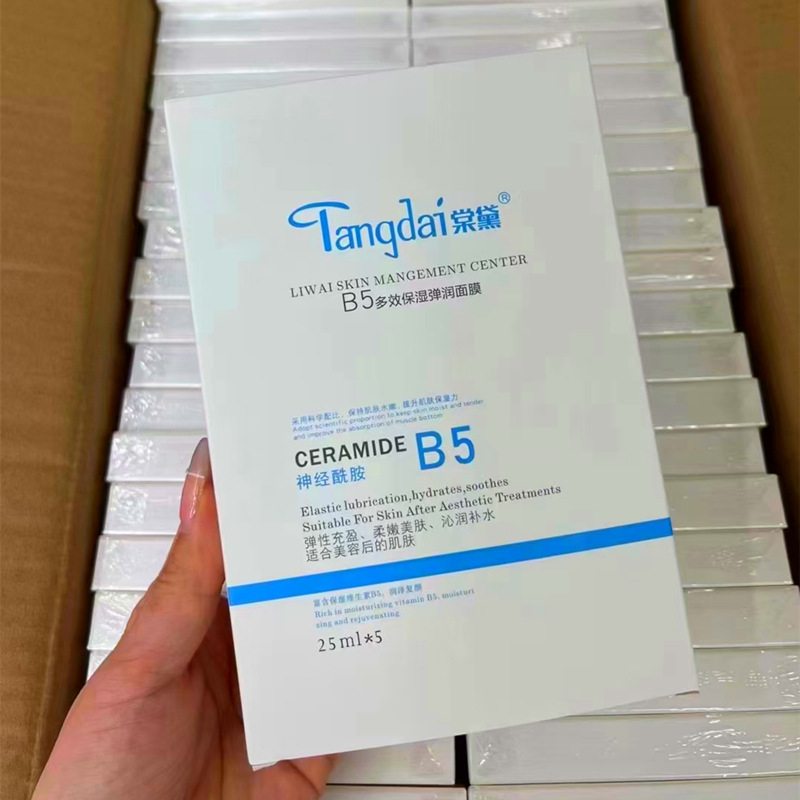 Tangdai棠黛®
LIWAI SKIN MANGEMENT CENTER
B5多效保湿弹润面膜
采用科学配比，保持肌肤水嫩，提升肌肤保湿力
Adopt scientific proportion to keep skin moist and tender
and improve the absorption of muscle bottom
CERAMIDE B5
神经酰胺
Elastic lubrication,hydrates,soothes
Suitable For Skin After Aesthetic Treatments
弹性充盈、柔嫩美肤、沁润补水
适合美容后的肌肤
富含保湿维生素B5，润泽复颜
Rich in moisturizing vitamin B5, moisturi
zing and rejuvenating
25ml*5